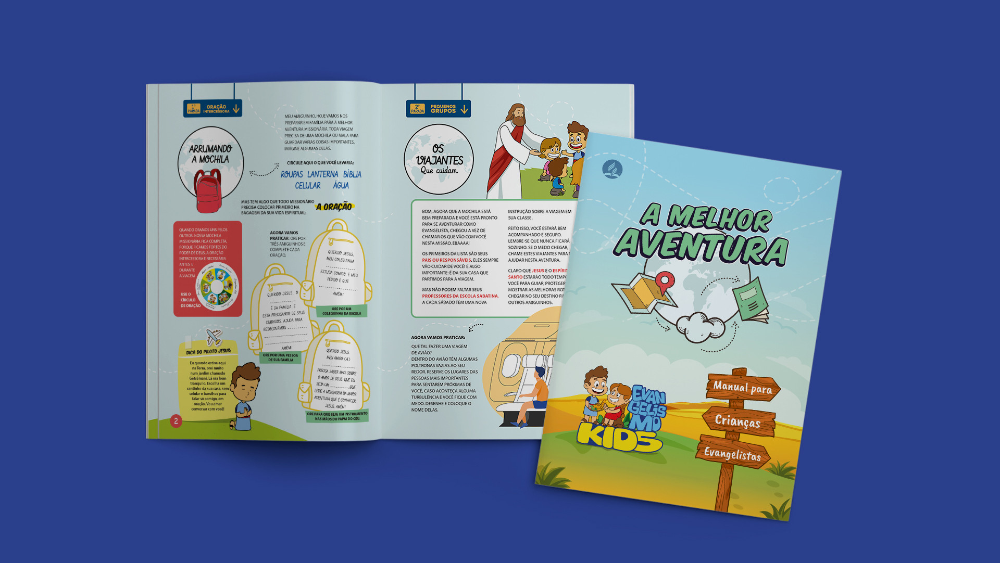 1ª
PARADA
ORAÇÃO
INTERCESSORA
ARRUMANDO
A MOCHILA
MEU AMIGUINHO, HOJE VAMOS NOS
PREPARAR EM FAMÍLIA PARA A MELHOR
AVENTURA MISSIONÁRIA. TODA VIAGEM
PRECISA DE UMA MOCHILA OU MALA PARA
GUARDAR VÁRIAS COISAS IMPORTANTES.
IMAGINE ALGUMAS DELAS.
CIRCULE AQUI O QUE VOCÊ LEVARIA:
ROUPAS LANTERNA BÍBLIA
CELULAR ÁGUA
MAS TEM ALGO QUE TODO MISSIONÁRIO
PRECISA COLOCAR PRIMEIRO NA
BAGAGEM DA SUA VIDA ESPIRITUAL:
A ORAÇÃO
QUANDO ORAMOS UNS PELOS
OUTROS, NOSSA MOCHILA
MISSIONÁRIA FICA COMPLETA,
PORQUE FICAMOS FORTES DO
PODER DE DEUS. A ORAÇÃO
INTERCESSORA É NECESSÁRIA
ANTES E
DURANTE
A VIAGEM
USE O
CÍRCULO
DE ORAÇÃO
AGORA VAMOS
PRATICAR: ORE POR
TRÊS AMIGUINHOS E
COMPLETE CADA
ORAÇÃO.
QUERIDO JESUS,
MEU COLEGUINHA
ESTUDA COMIGO. E MEU
PEDIDO É QUE
AMÉM!
ORE POR UM
COLEGUINHA DA ESCOLA
QUERIDO JESUS, O
É DA FAMÍLIA, E
ESTÁ PRECISANDO DE SEUS
CUIDADOS. AJUDA PARA
RESOLVERMOS
AMÉM!
ORE POR UMA PESSOA
DE SUA FAMÍLIA
QUERIDO JESUS,
MEU AMIGO (A)
PRECISA SABER MAIS SOBRE
O AMOR DE DEUS. QUE EU
SEJA UM QUE
LEVE A MENSAGEM DA MAIOR
AVENTURA QUE É CONHECER
JESUS. AMÉM!
ORE PARA QUE SEJA UM INSTRUMENTO
NAS MÃOS DO PAPAI DO CÉU.
DICA DO PILOTO JESUS:
Eu quando estive aqui
na Terra, orei muito
num jardim chamado
Getsêmani. Lá era bem
tranquilo. Escolha um
cantinho da sua casa, sem
celular e barulhos para
falar só comigo, em
oração. Vou amar
conversar com você!
2
2ª
PARADA
PEQUENOS
GRUPOS
OS
VIAJANTES
Que cuidam
BOM, AGORA QUE A MOCHILA ESTÁ
BEM PREPARADA E VOCÊ ESTÁ PRONTO
PARA SE AVENTURAR COMO
EVANGELISTA, CHEGOU A VEZ DE
CHAMAR OS QUE VÃO COM VOCÊ
NESTA MISSÃO. EBAAAA!
OS PRIMEIROS DA LISTA SÃO SEUS
PAIS OU RESPONSÁVEIS. ELES SEMPRE
VÃO CUIDAR DE VOCÊ! E ALGO
IMPORTANTE: É DA SUA CASA QUE
PARTIMOS PARA A VIAGEM.
MAS NÃO PODEM FALTAR SEUS
PROFESSORES DA ESCOLA SABATINA.
A CADA SÁBADO TEM UMA NOVA
INSTRUÇÃO SOBRE A VIAGEM EM
SUA CLASSE.
FEITO ISSO, VOCÊ ESTARÁ BEM
ACOMPANHADO E SEGURO.
LEMBRE-SE QUE NUNCA FICARÁ
SOZINHO. SE O MEDO CHEGAR,
CHAME ESTES VIAJANTES PARA T
AJUDAR NESTA AVENTURA.
CLARO QUE JESUS E O ESPÍRIT
SANTO ESTARÃO TODO TEMPO
VOCÊ PARA GUIAR, PROTEGER
MOSTRAR AS MELHORAS ROT
CHEGAR NO SEU DESTINO FI
OUTROS AMIGUINHOS.
AGORA VAMOS PRATICAR:
QUE TAL FAZER UMA VIAGEM
DE AVIÃO?
DENTRO DO AVIÃO TÊM ALGUMAS
POLTRONAS VAZIAS AO SEU
REDOR. RESERVE OS LUGARES DAS
PESSOAS MAIS IMPORTANTES
PARA SENTAREM PRÓXIMAS DE
VOCÊ, CASO ACONTEÇA ALGUMA
TURBULÊNCIA E VOCÊ FIQUE COM
MEDO. DESENHE E COLOQUE O
NOME DELAS.
A MELHOR
AVENTURA
EVAN
GELIS
MO
KIDS
Manual para
Crianças
Evangelistas